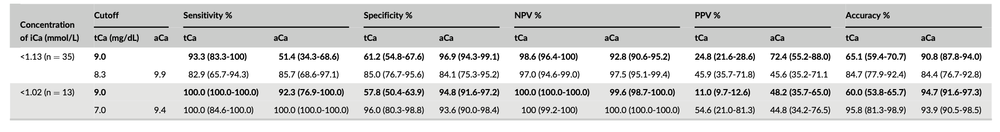 Cutoff Sensitivity % Specificity % NPV % PPV % Accuracy %
Concentration
of iCa (mmol/L) tCa (mg/dL) aCa tCa aCa tCa aCa tCa aCa tCa aCa tCa aCa
<1.13 (n = 35) 9.0 93.3 (83.3-100) 51.4 (34.3-68.6) 61.2 (54.8-67.6) 96.9 (94.3-99.1) 98.6 (96.4-100) 92.8 (90.6-95.2) 24.8 (21.6-28.6) 72.4 (55.2-88.0) 65.1 (59.4-70.7) 90.8 (87.8-94.0)
8.3 9.9 82.9 (65.7-94.3) 85.7 (68.6-97.1) 85.0 (76.7-95.6) 84.1 (75.3-95.2) 97.0 (94.6-99.0) 97.5 (95.1-99.4) 45.9 (35.7-71.8) 45.6 (35.2-71.1 84.7 (77.9-92.4) 84.4 (76.7-92.8)
<1.02 (n = 13) 9.0 100.0 (100.0-100.0) 92.3 (76.9-100.0) 57.8 (50.4-63.9) 94.8 (91.6-97.2) 100.0 (100.0-100.0) 99.6 (98.7-100.0) 11.0 (9.7-12.6) 48.2 (35.7-65.0) 60.0 (53.8-65.7) 94.7 (91.6-97.3)
7.0 9.4 100.0 (84.6-100.0) 100.0 (100.0-100.0) 96.0 (80.3-98.8) 93.6 (90.0-98.4) 100 (99.2-100) 100.0 (100.0-100.0) 54.6 (21.0-81.3) 44.8 (34.2-76.5) 95.8 (81.3-98.9) 93.9 (90.5-98.5)